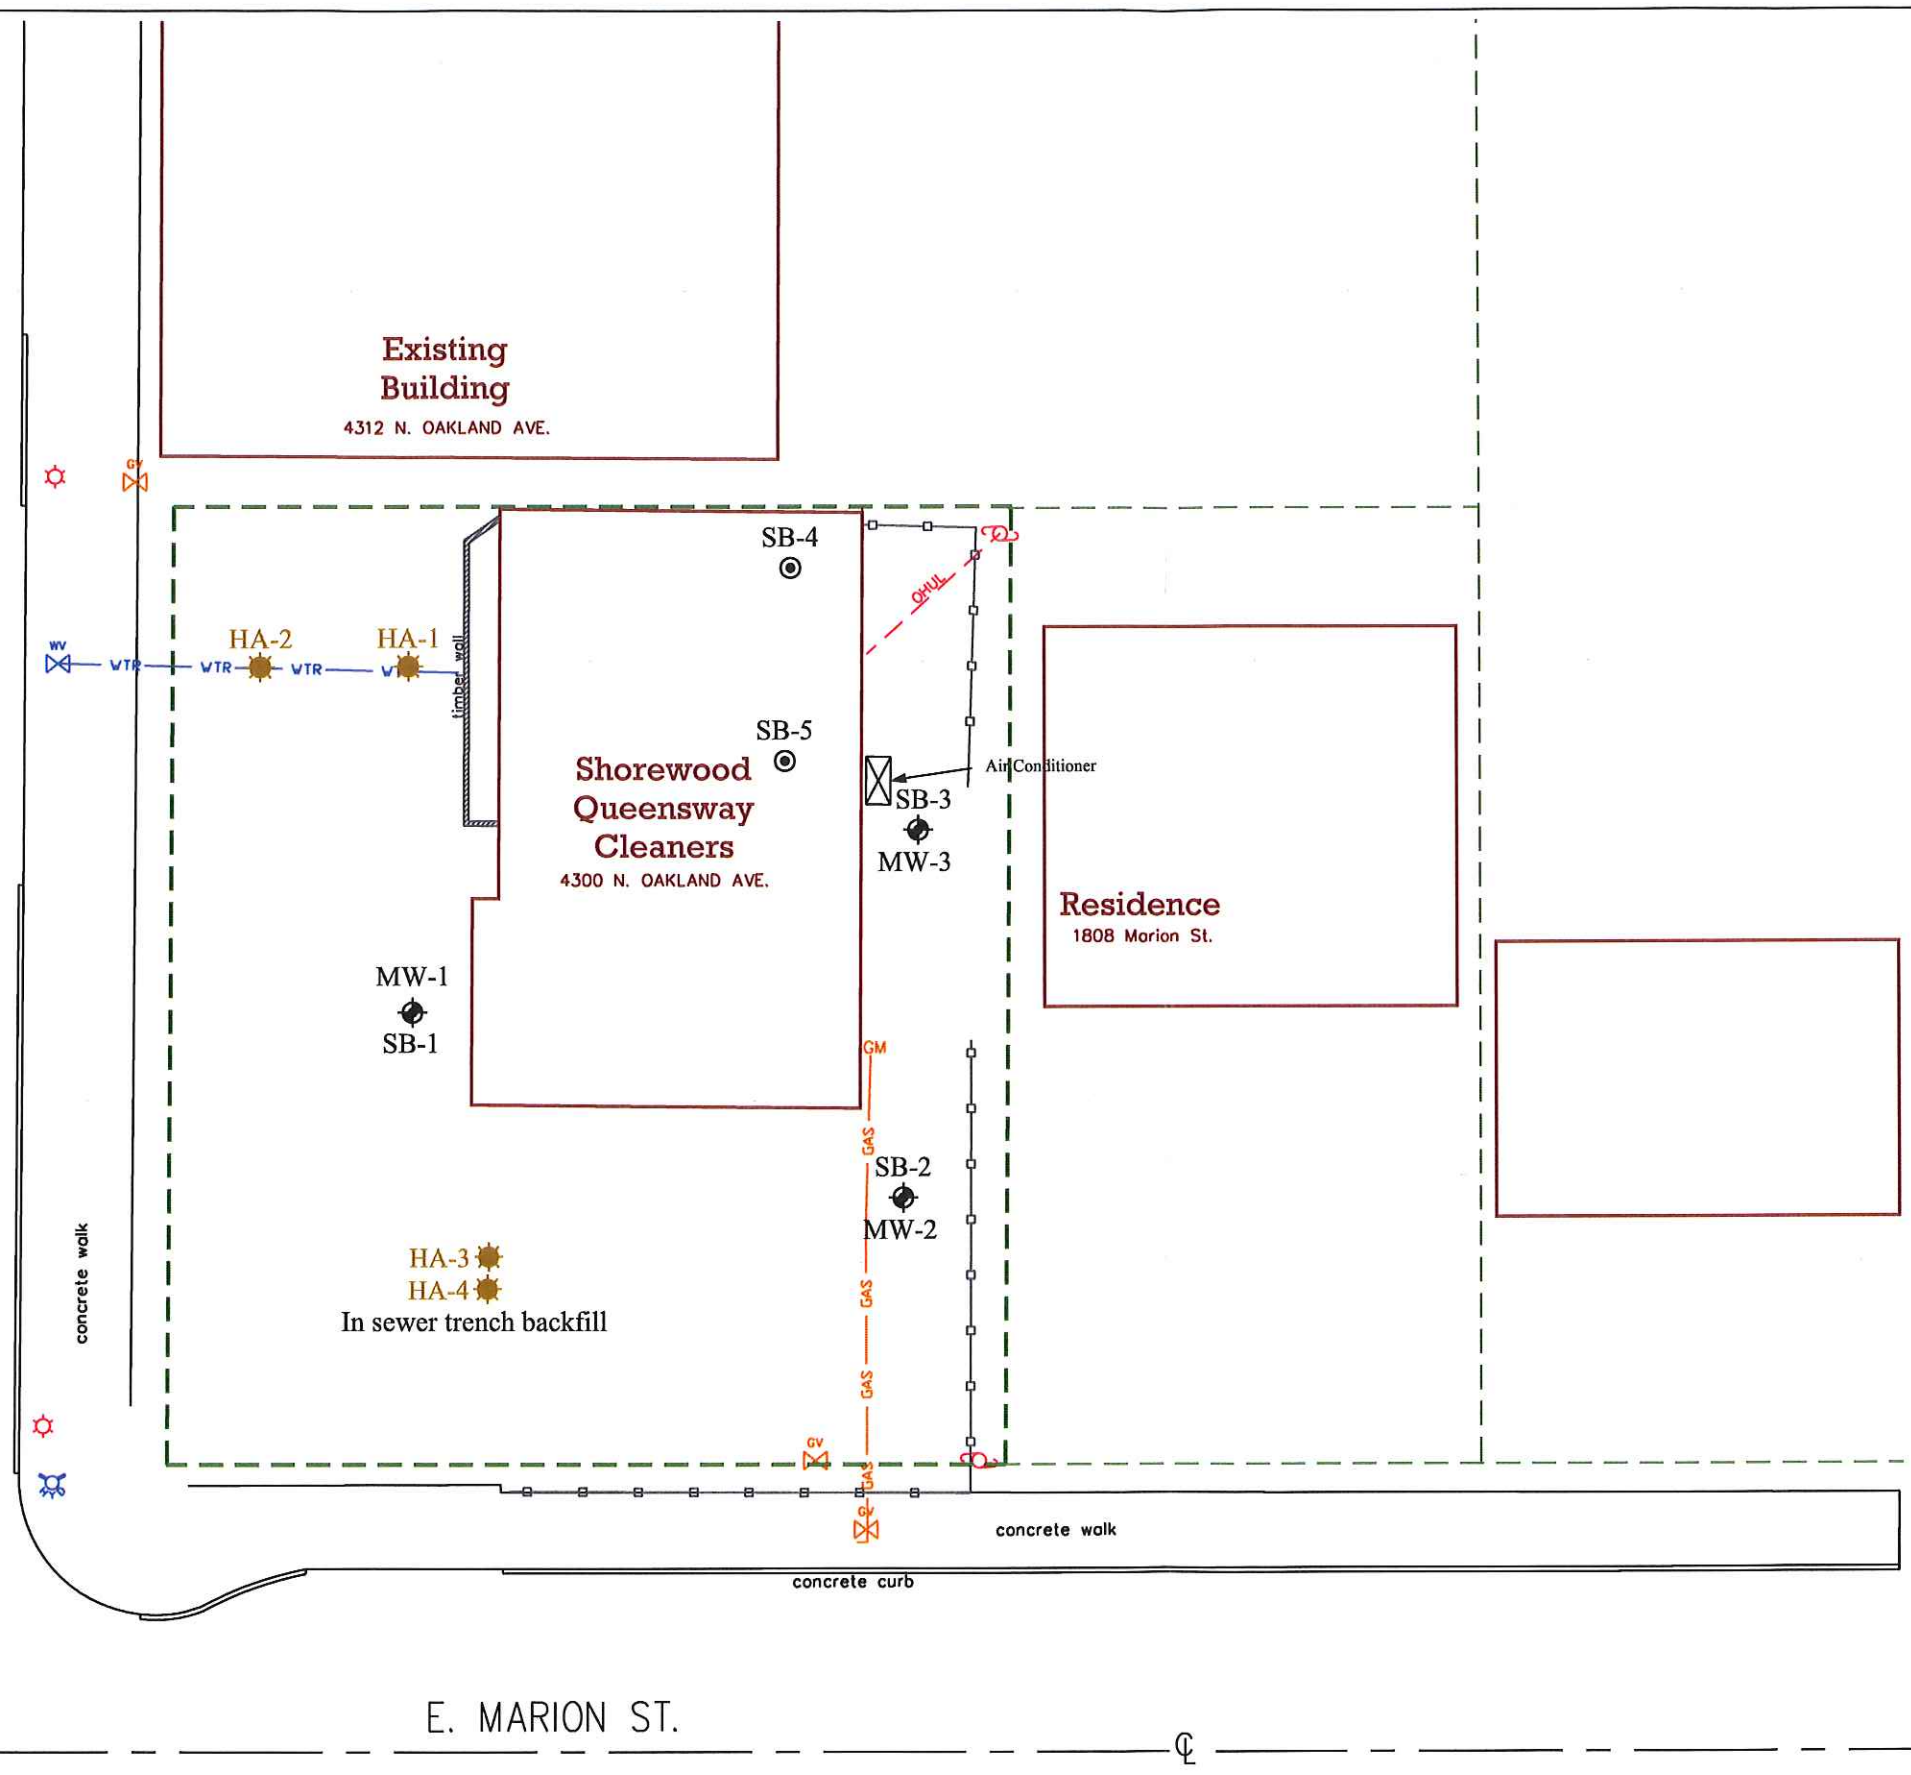 Existing
Building
4312 N. OAKLAND AVE.
GV
SB-4
OHUL
WV
WTR
WTR
HA-2
WTR
HA-1
timber wall
SB-5
Shorewood
Queensway
Cleaners
4300 N. OAKLAND AVE.
Air Conditioner
SB-3
MW-3
Residence
1808 Marion St.
MW-1
SB-1
GM
GAS
SB-2
MW-2
HA-3
HA-4
In sewer trench backfill
GAS
GAS
concrete walk
GV
GAS
GV
concrete walk
concrete curb
E. MARION ST.
CL